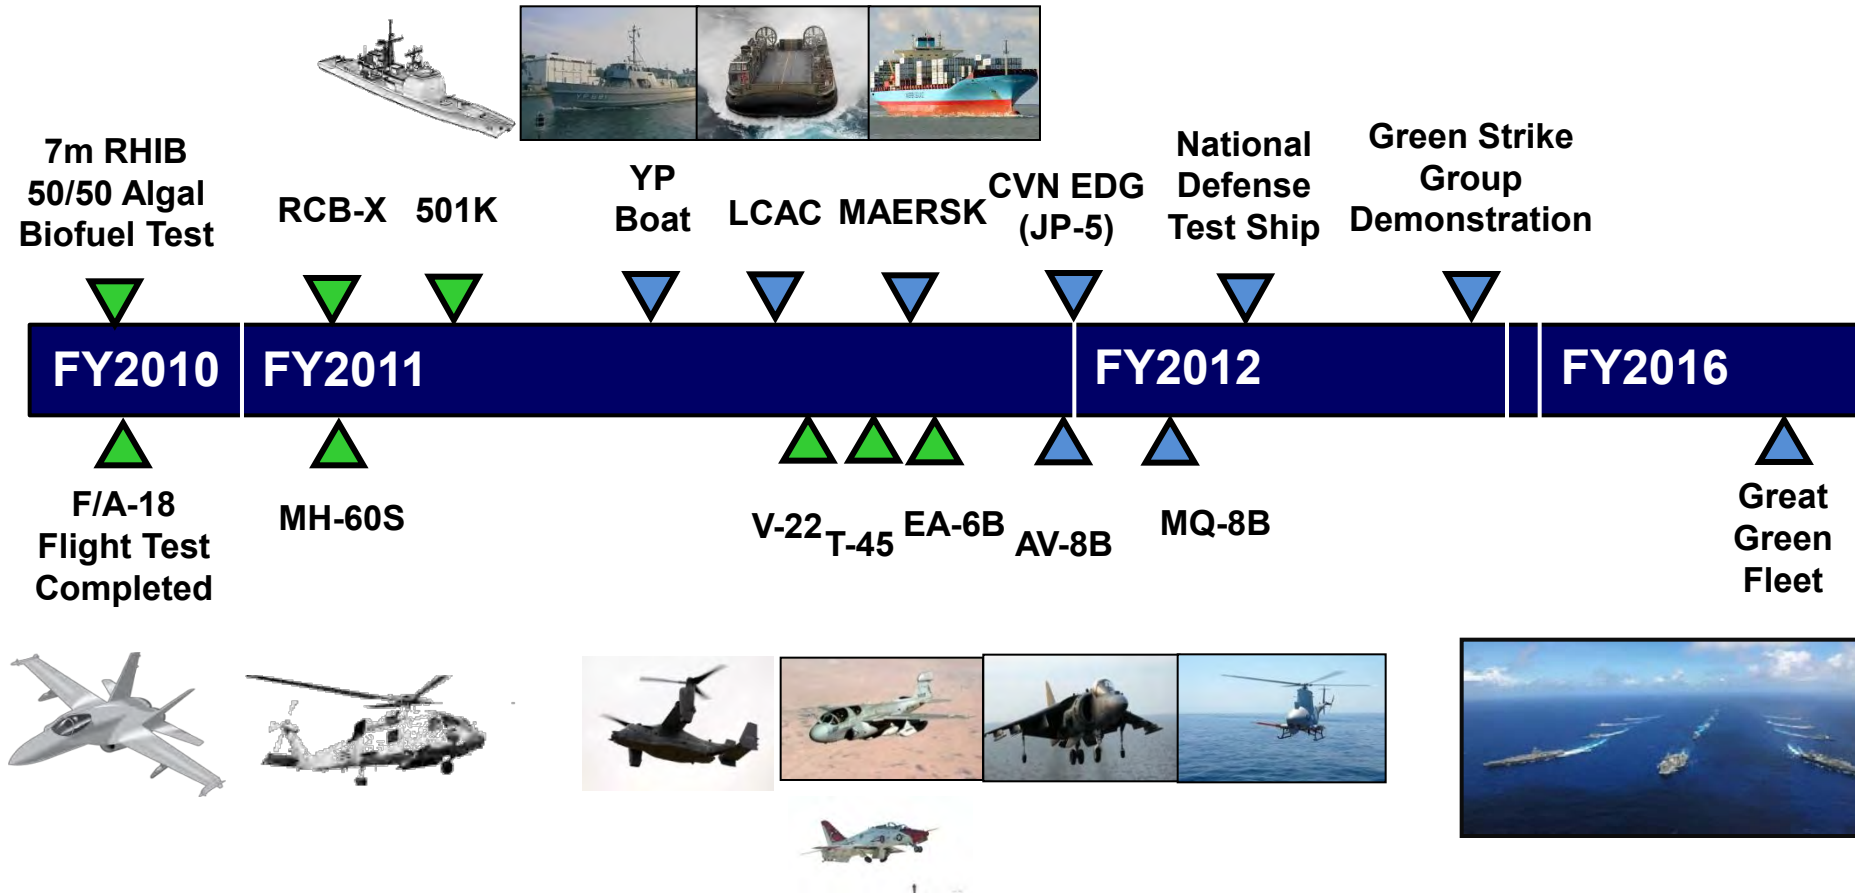 7m RHIB
50/50 Algal
Biofuel Test
RCB-X
501K
YP
Boat
LCAC
MAERSK
CVN EDG
(JP-5)
National
Defense
Test Ship
Green Strike
Group
Demonstration
FY2010
FY2011
FY2012
FY2016
F/A-18
Flight Test
Completed
MH-60S
V-22
T-45
EA-6B
AV-8B
MQ-8B
Great
Green
Fleet